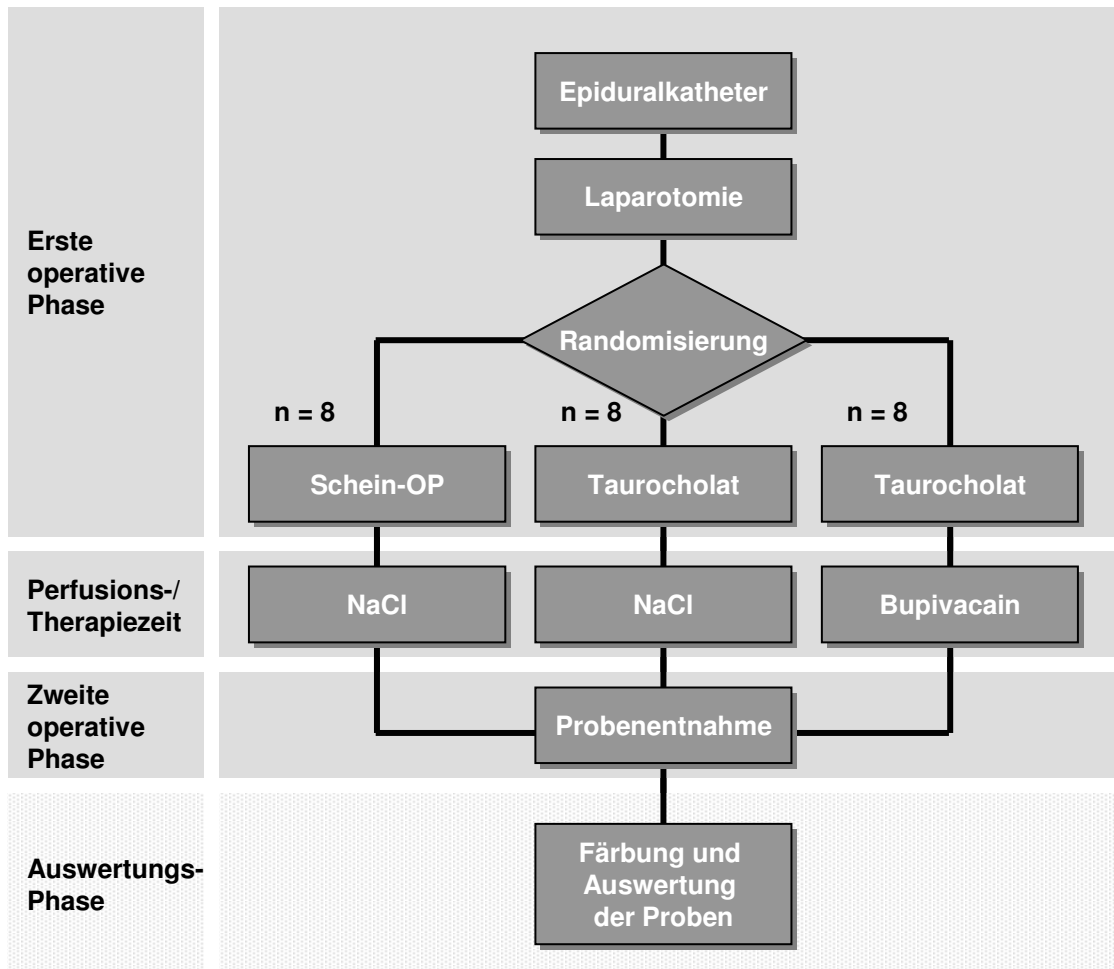 Epiduralkatheter
Laparotomie
Erste
operative
Phase
Randomisierung
n = 8
n = 8
n = 8
Schein-OP
Taurocholat
Taurocholat
Perfusions-/
Therapiezeit
NaCl
NaCl
Bupivacain
Zweite
operative
Phase
Probenentnahme
Auswertungs-
Phase
Färbung und
Auswertung
der Proben